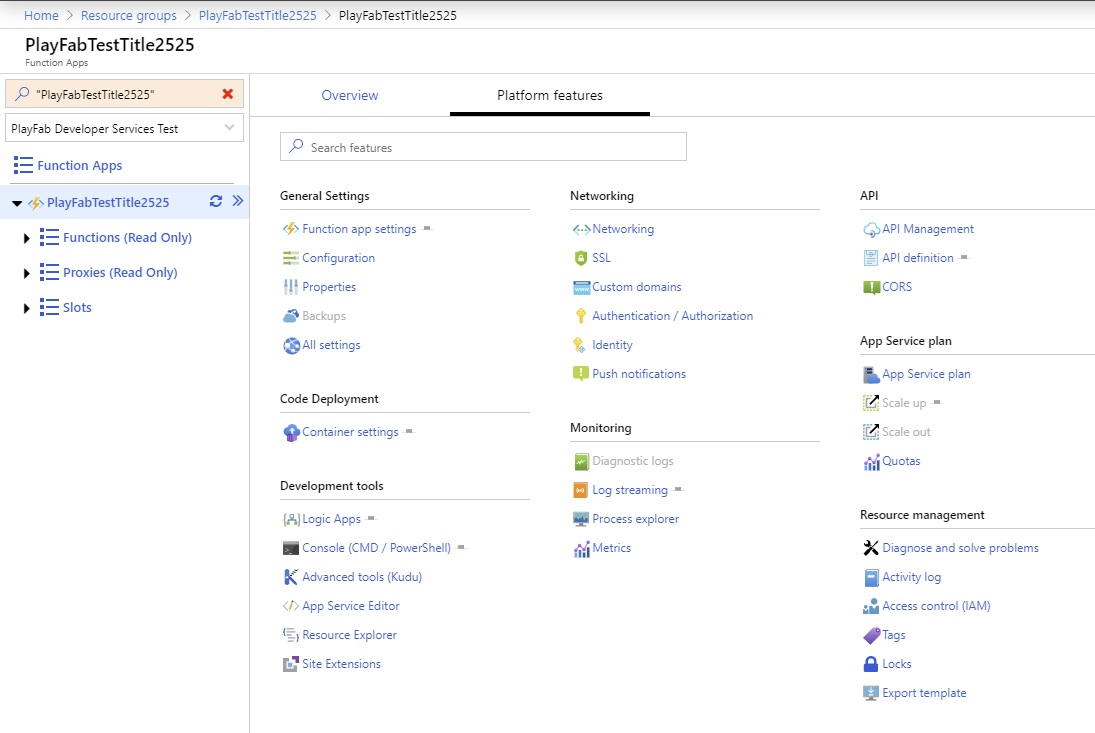 Home > Resource groups > PlayFabTestTitle2525 > PlayFabTestTitle2525
PlayFabTestTitle2525
Function Apps
"PlayFabTestTitle2525"
PlayFab Developer Services Test
Function Apps
PlayFabTestTitle2525
Functions (Read Only)
Proxies (Read Only)
Slots
Overview
Platform features
Search features
General Settings
Function app settings
Configuration
Properties
Backups
All settings
Code Deployment
Container settings
Development tools
Logic Apps
Console (CMD / PowerShell)
Advanced tools (Kudu)
App Service Editor
Resource Explorer
Site Extensions
Networking
Networking
SSL
Custom domains
Authentication / Authorization
Identity
Push notifications
Monitoring
Diagnostic logs
Log streaming
Process explorer
Metrics
API
API Management
API definition
CORS
App Service plan
App Service plan
Scale up
Scale out
Quotas
Resource management
Diagnose and solve problems
Activity log
Access control (IAM)
Tags
Locks
Export template